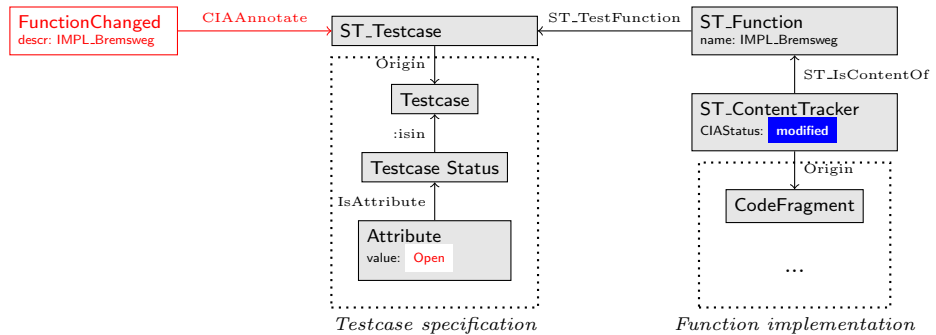 FunctionChanged
descr: IMPL_Bremsweg
CIAAnnotate
ST_Testcase
ST_TestFunction
ST_Function
name: IMPL_Bremsweg
Origin
ST_IsContentOf
Testcase
ST_ContentTracker
CIAStatus: modified
:isin
Testcase Status
Origin
IsAttribute
CodeFragment
Attribute
value: Open
...
Testcase specification
Function implementation